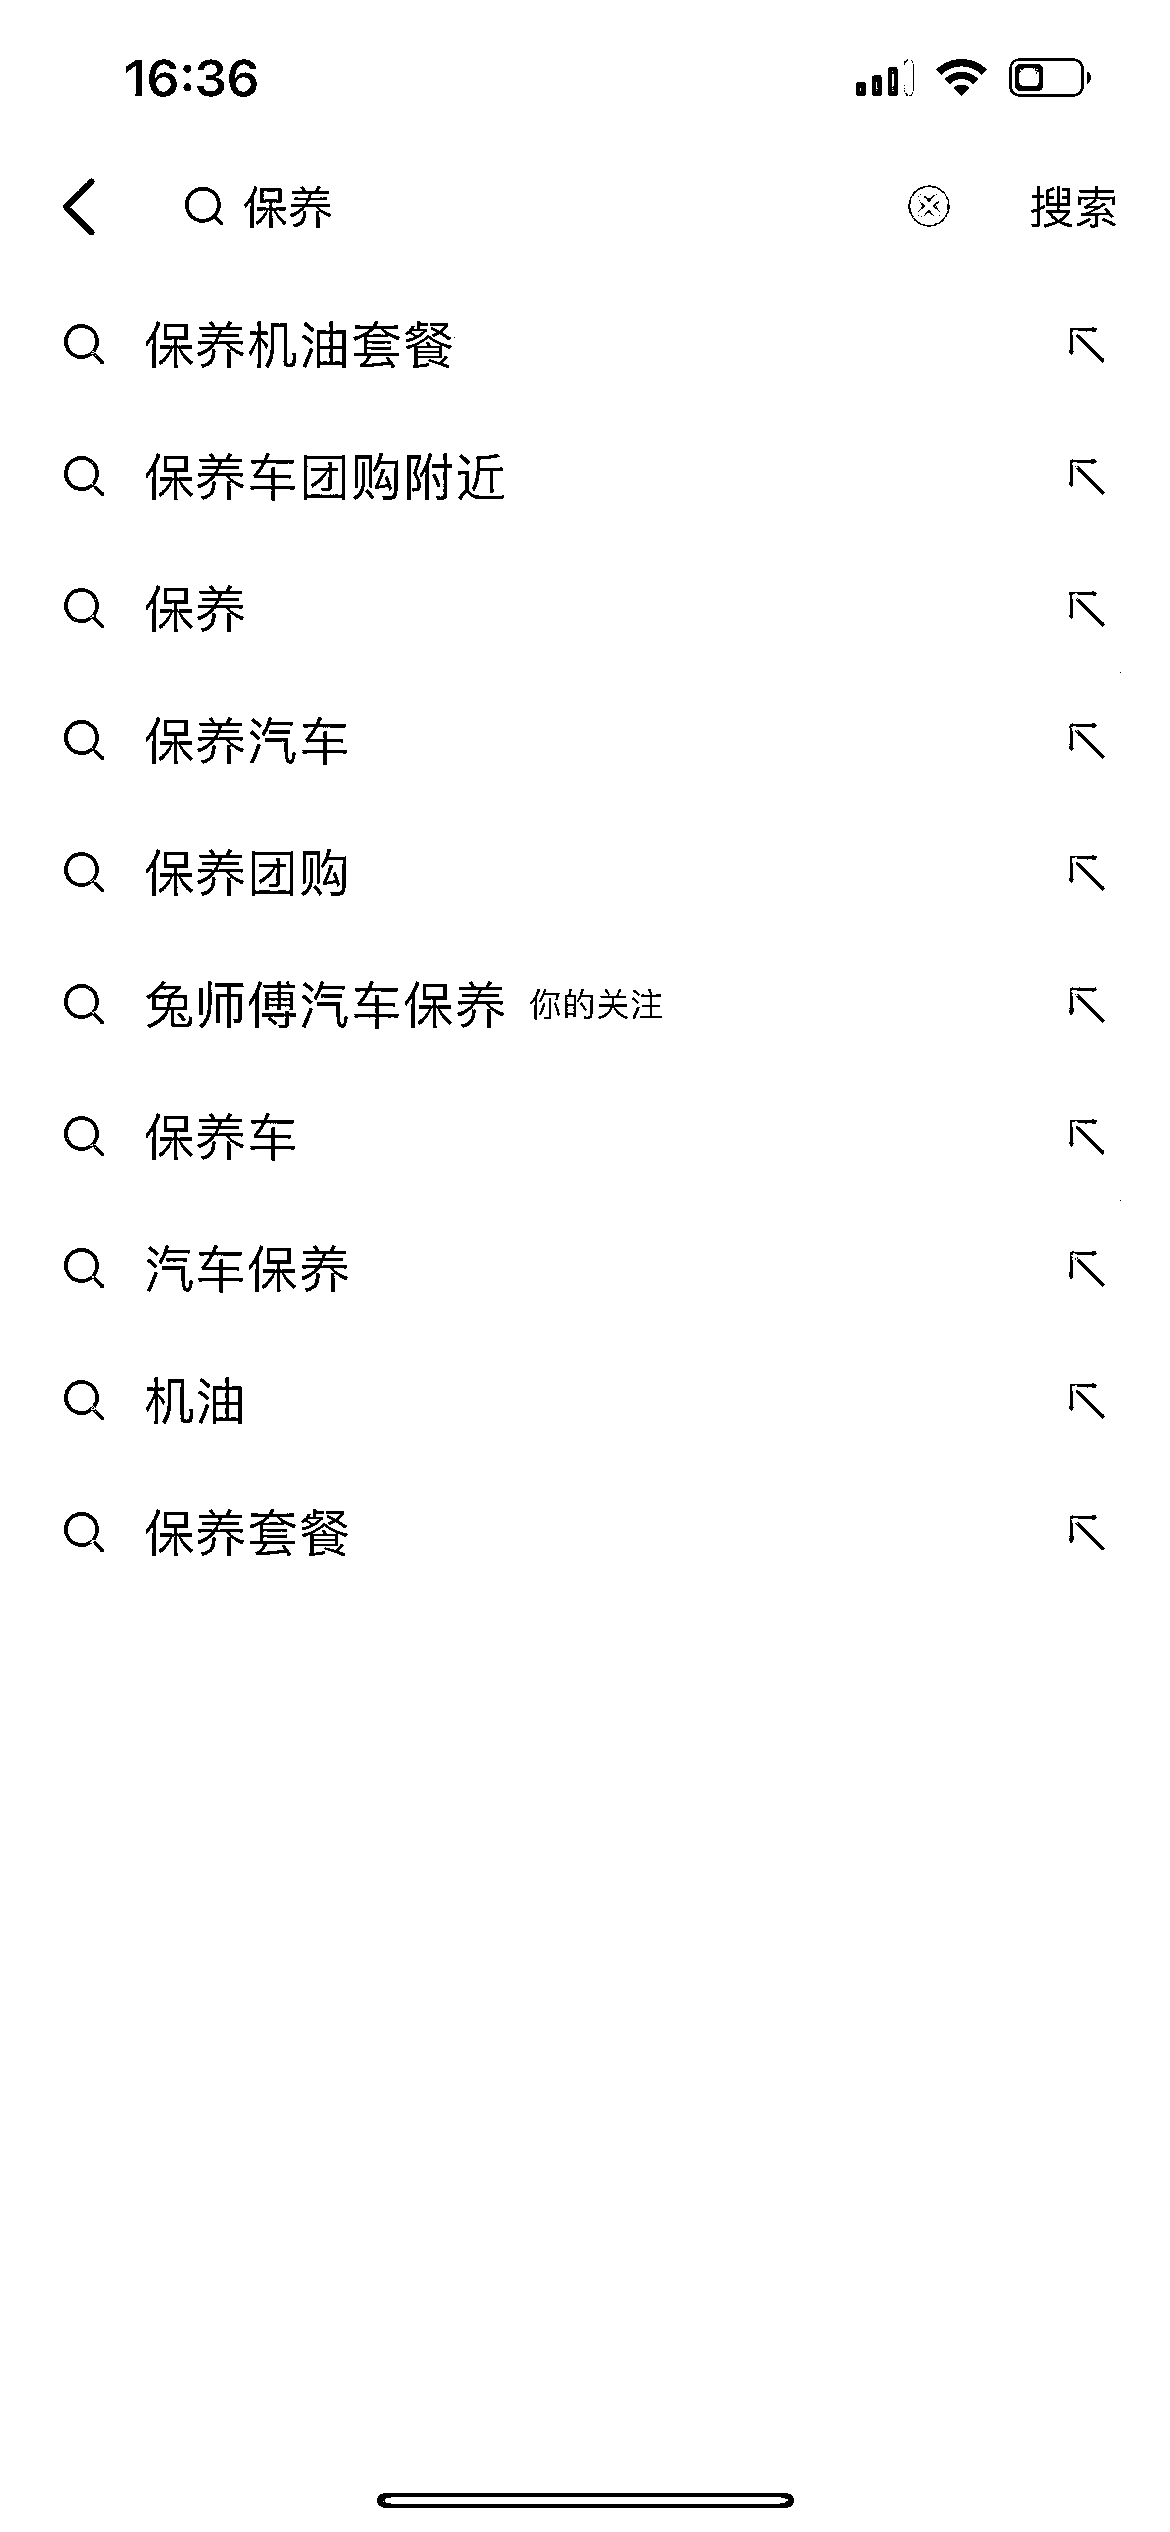 16:36
保养 搜索
保养机油套餐
保养车团购附近
保养
保养汽车
保养团购
兔师傅汽车保养 你的关注
保养车
汽车保养
机油
保养套餐